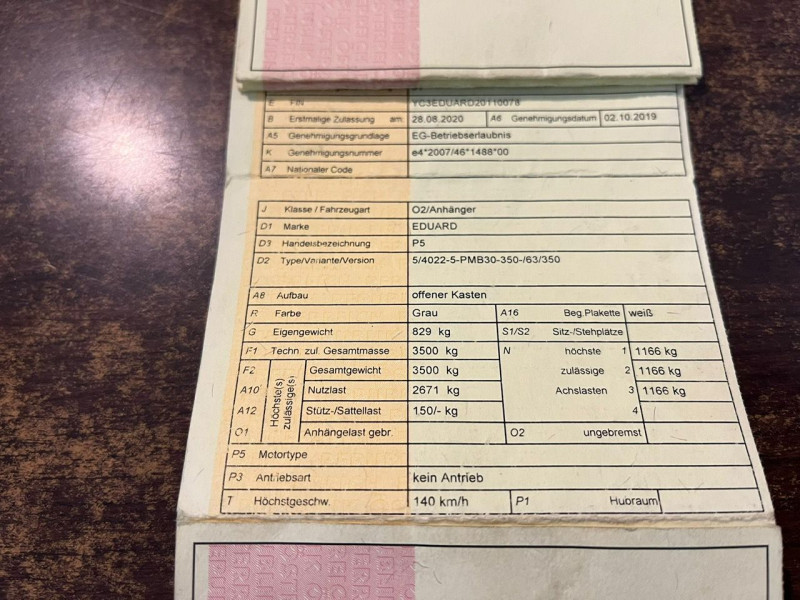 E FIN YC3EDUARD20110078
B Erstmalige Zulassung am: 28.08.2020 A6 Genehmigungsdatum 02.10.2019
A5 Genehmigungsgrundlage EG-Betriebserlaubnis
K Genehmigungsnummer e4*2007/46*1488*00
A7 Nationaler Code
J Klasse / Fahrzeugart O2/Anhänger
D1 Marke EDUARD
D3 Handelsbezeichnung P5
D2 Type/Variante/Version 5/4022-5-PMB30-350-/63/350
A8 Aufbau offener Kasten
R Farbe Grau A16 Beg.Plakette weiß
G Eigengewicht 829 kg S1/S2 Sitz-/Stehplätze
F1 Techn. zul. Gesamtmasse 3500 kg N höchste 1 1166 kg
F2 Höchste(s) zulässige(s) Gesamtgewicht 3500 kg zulässige 2 1166 kg
A10 Nutzlast 2671 kg Achslasten 3 1166 kg
A12 Stütz-/Sattellast 150/- kg 4
O1 Anhängelast gebr. O2 ungebremst
P5 Motortype
P3 Antriebsart kein Antrieb
T Höchstgeschw. 140 km/h P1 Hubraum